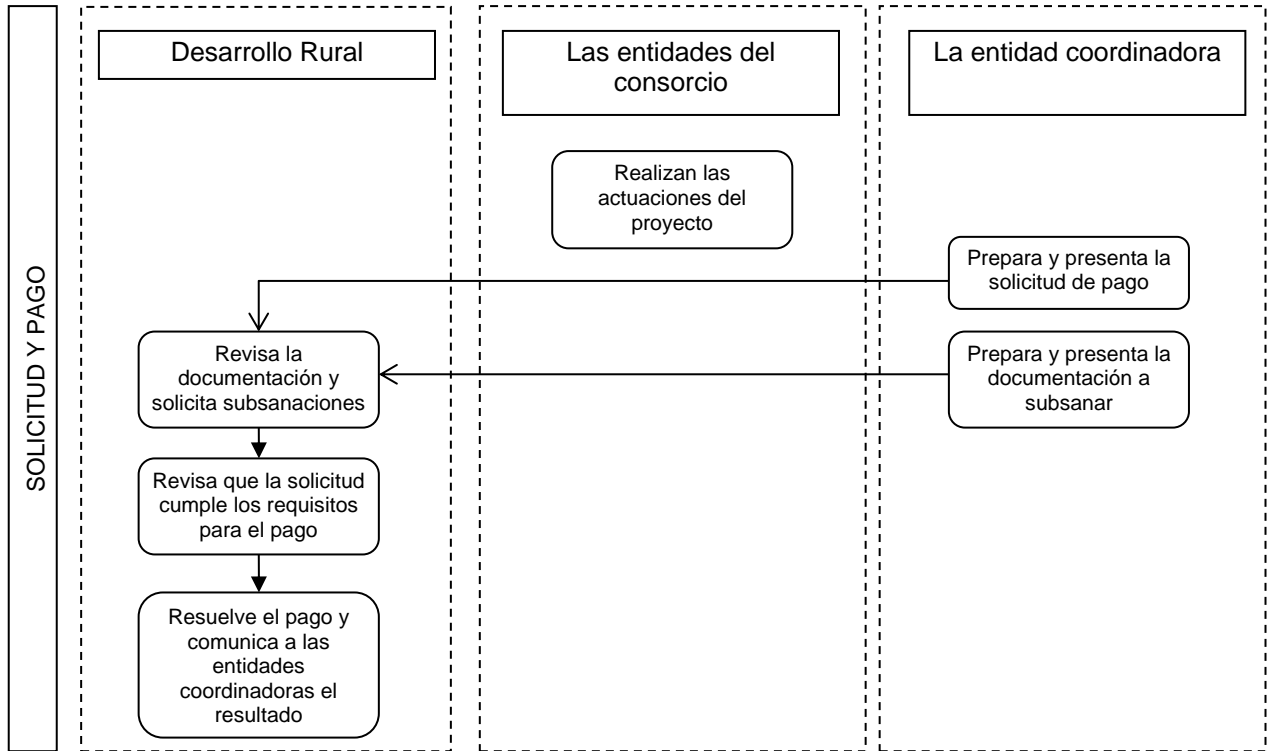 SOLICITUD Y PAGO
Desarrollo Rural
Las entidades del
consorcio
La entidad coordinadora
Realizan las
actuaciones del
proyecto
Prepara y presenta la
solicitud de pago
Revisa la
documentación y
solicita subsanaciones
Prepara y presenta la
documentación a
subsanar
Revisa que la solicitud
cumple los requisitos
para el pago
Resuelve el pago y
comunica a las
entidades
coordinadoras el
resultado